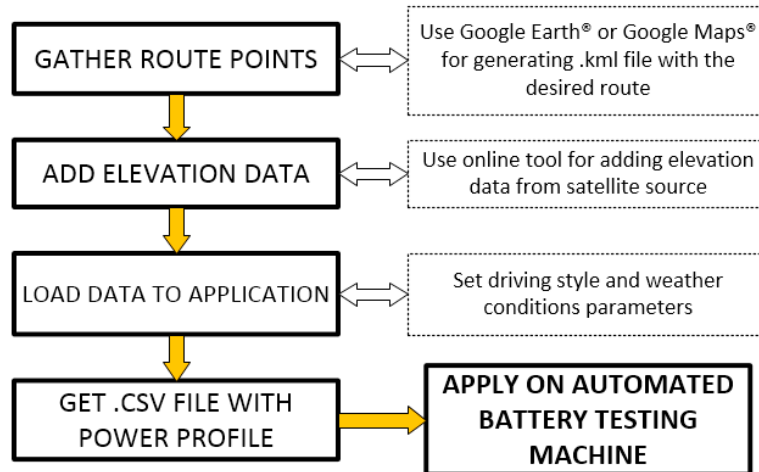 GATHER ROUTE POINTS
Use Google Earth® or Google Maps®
for generating .kml file with the
desired route
ADD ELEVATION DATA
Use online tool for adding elevation
data from satellite source
LOAD DATA TO APPLICATION
Set driving style and weather
conditions parameters
GET .CSV FILE WITH
POWER PROFILE
APPLY ON AUTOMATED
BATTERY TESTING
MACHINE